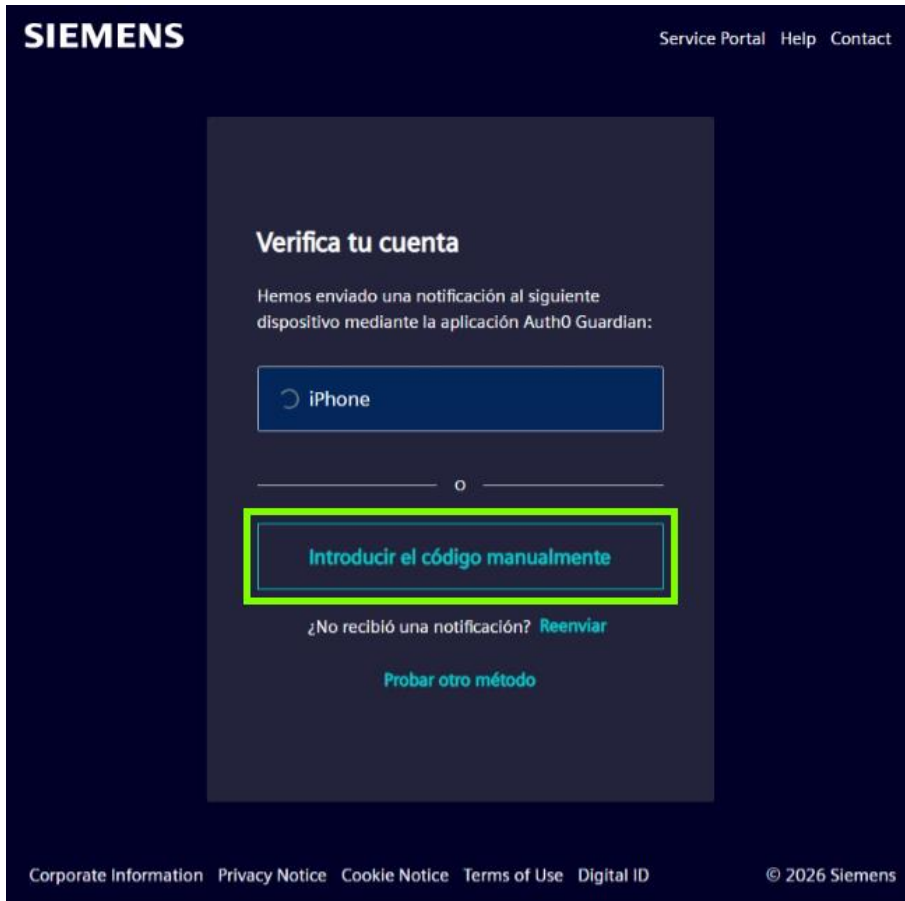 SIEMENS
Service Portal Help Contact
Verifica tu cuenta
Hemos enviado una notificación al siguiente
dispositivo mediante la aplicación Auth0 Guardian:
iPhone
o
Introducir el código manualmente
¿No recibió una notificación? Reenviar
Probar otro método
Corporate Information Privacy Notice Cookie Notice Terms of Use Digital ID © 2026 Siemens